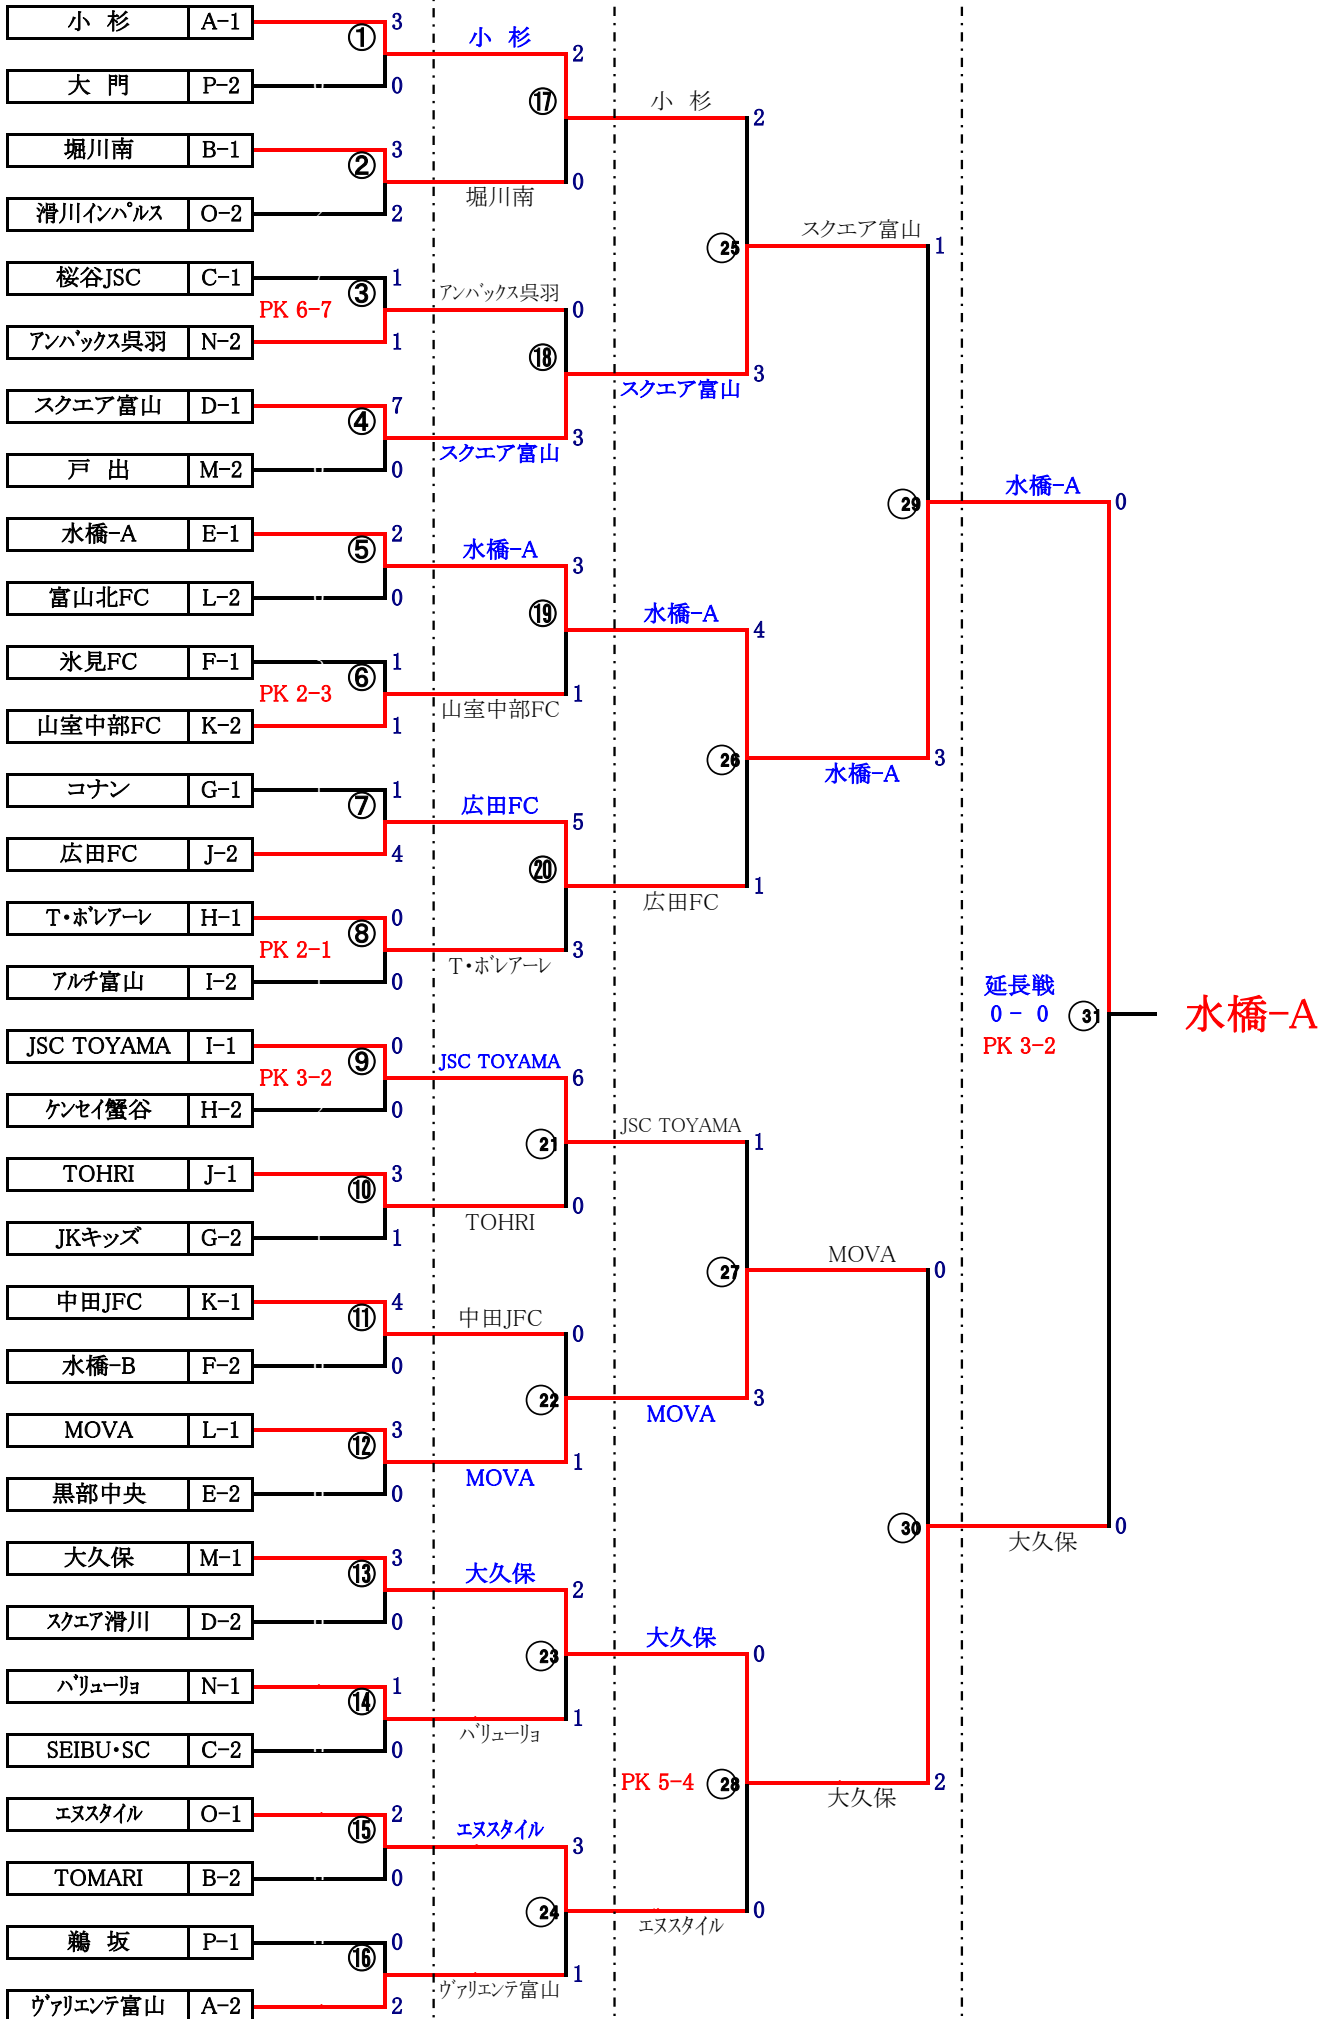 小 杉 A-1 3
① 小 杉 2
大 門 P-2 0
⑰ 小 杉 2
堀川南 B-1 3
② 堀川南 0
滑川インパルス O-2 2
㉕ スクエア富山 1
桜谷JSC C-1 1
PK 6-7 ③ アンバックス呉羽 0
アンバックス呉羽 N-2 1
⑱ スクエア富山 3
スクエア富山 D-1 7
④ スクエア富山 3
戸 出 M-2 0
㉙ 水橋-A 0
水橋-A E-1 2
⑤ 水橋-A 3
富山北FC L-2 0
⑲ 水橋-A 4
氷見FC F-1 1
PK 2-3 ⑥ 山室中部FC 1
山室中部FC K-2 1
㉖ 水橋-A 3
コナン G-1 1
⑦ 広田FC 5
広田FC J-2 4
⑳ 広田FC 1
T・ボレアーレ H-1 0
PK 2-1 ⑧ T・ボレアーレ 3
アルチ富山 I-2 0
延長戦
0 - 0 ㉛ 水橋-A
PK 3-2
JSC TOYAMA I-1 0
PK 3-2 ⑨ JSC TOYAMA 6
ケンセイ蟹谷 H-2 0
㉑ JSC TOYAMA 1
TOHRI J-1 3
⑩ TOHRI 0
JKキッズ G-2 1
㉗ MOVA 0
中田JFC K-1 4
⑪ 中田JFC 0
水橋-B F-2 0
㉒ MOVA 3
MOVA L-1 3
⑫ MOVA 1
黒部中央 E-2 0
㉚ 大久保 0
大久保 M-1 3
⑬ 大久保 2
スクエア滑川 D-2 0
㉓ 大久保 0
バリューリョ N-1 1
⑭ バリューリョ 1
SEIBU・SC C-2 0
PK 5-4 ㉘ 大久保 2
エヌスタイル O-1 2
⑮ エヌスタイル 3
TOMARI B-2 0
㉔ エヌスタイル 0
鵜 坂 P-1 0
⑯ ヴァリエンテ富山 1
ヴァリエンテ富山 A-2 2